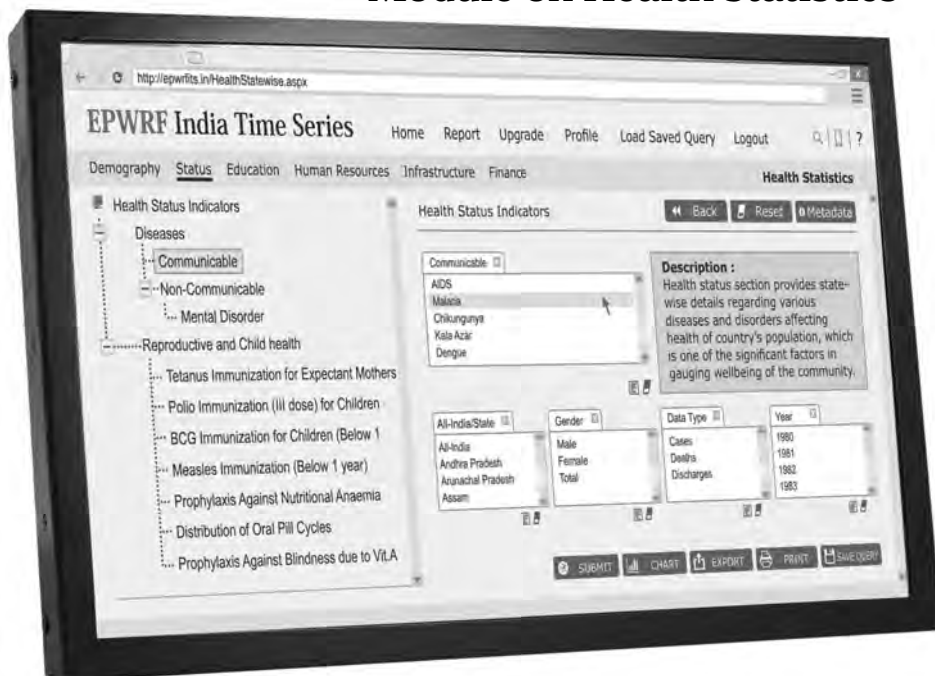 Module on Health Statistics
http://epwrfits.in/HealthStatewise.aspx
EPWRF India Time Series
Home Report Upgrade Profile Load Saved Query Logout
?
Demography Status Education Human Resources Infrastructure Finance
Health Statistics
Health Status Indicators
Diseases
Communicable
Non-Communicable
Mental Disorder
Reproductive and Child health
Tetanus Immunization for Expectant Mothers
Polio Immunization (III dose) for Children
BCG Immunization for Children (Below 1
Measles Immunization (Below 1 year)
Prophylaxis Against Nutritional Anaemia
Distribution of Oral Pill Cycles
Prophylaxis Against Blindness due to Vit.A
Health Status Indicators
Back Reset Metadata
Communicable
AIDS
Malaria
Chikungunya
Kala Azar
Dengue
Description :
Health status section provides state-
wise details regarding various
diseases and disorders affecting
health of country's population, which
is one of the significant factors in
gauging wellbeing of the community.
All-India/State
All-India
Andhra Pradesh
Arunachal Pradesh
Assam
Gender
Male
Female
Total
Data Type
Cases
Deaths
Discharges
Year
1980
1981
1982
1983
SUBMIT CHART EXPORT PRINT SAVE QUERY